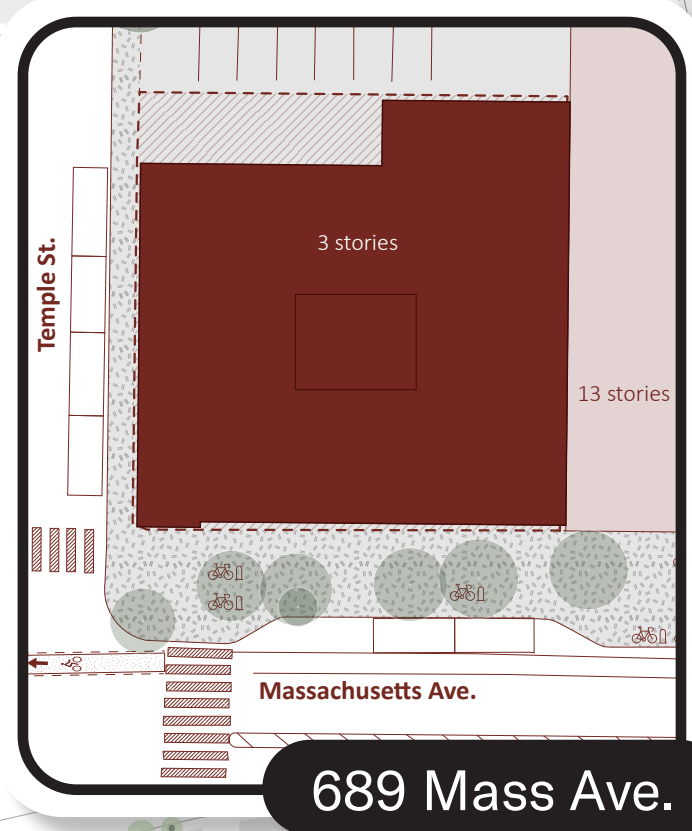 3 stories
Temple St.
13 stories
Massachusetts Ave.
689 Mass Ave.